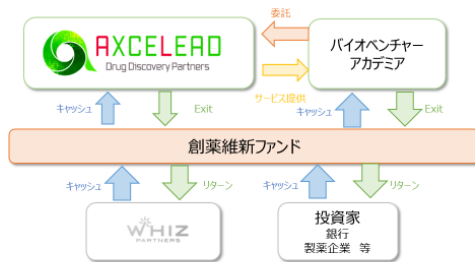 委託
AXCELEAD
Drug Discovery Partners
バイオベンチャー
アカデミア
サービス提供
キャッシュ
Exit
キャッシュ
Exit
創薬維新ファンド
キャッシュ
リターン
キャッシュ
リターン
WHIZ
PARTNERS
投資家
銀行
製薬企業 等